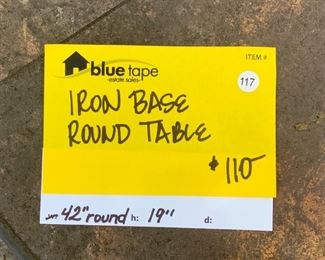 ITEM #
blue tape
-estate sales-
117
IRON BASE
ROUND TABLE
$110-
42" round h: 19" d: